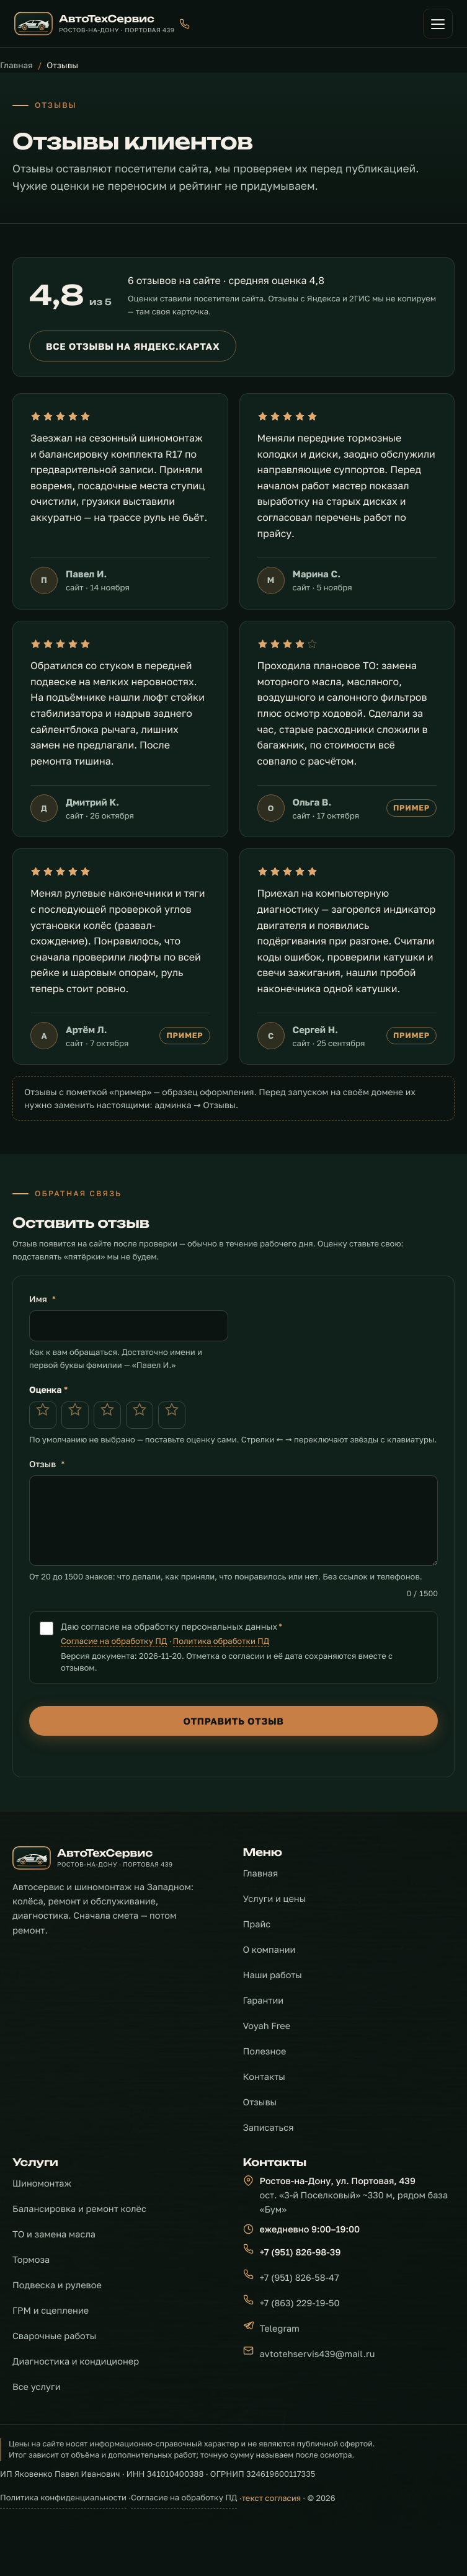 АвтоТехСервис
РОСТОВ-НА-ДОНУ · ПОРТОВАЯ 439
Главная / Отзывы
ОТЗЫВЫ
Отзывы клиентов
Отзывы оставляют посетители сайта, мы проверяем их перед публикацией.
Чужие оценки не переносим и рейтинг не придумываем.
4,8 из 5
6 отзывов на сайте · средняя оценка 4,8
Оценки ставили посетители сайта. Отзывы с Яндекса и 2ГИС мы не копируем
— там своя карточка.
ВСЕ ОТЗЫВЫ НА ЯНДЕКС.КАРТАХ
Заезжал на сезонный шиномонтаж
и балансировку комплекта R17 по
предварительной записи. Приняли
вовремя, посадочные места ступиц
очистили, грузики выставили
аккуратно — на трассе руль не бьёт.
П
Павел И.
сайт · 14 ноября
Меняли передние тормозные
колодки и диски, заодно обслужили
направляющие суппортов. Перед
началом работ мастер показал
выработку на старых дисках и
согласовал перечень работ по
прайсу.
М
Марина С.
сайт · 5 ноября
Обратился со стуком в передней
подвеске на мелких неровностях.
На подъёмнике нашли люфт стойки
стабилизатора и надрыв заднего
сайлентблока рычага, лишних
замен не предлагали. После
ремонта тишина.
Д
Дмитрий К.
сайт · 26 октября
Проходила плановое ТО: замена
моторного масла, масляного,
воздушного и салонного фильтров
плюс осмотр ходовой. Сделали за
час, старые расходники сложили в
багажник, по стоимости всё
совпало с расчётом.
О
Ольга В.
сайт · 17 октября
ПРИМЕР
Менял рулевые наконечники и тяги
с последующей проверкой углов
установки колёс (развал-
схождение). Понравилось, что
сначала проверили люфты по всей
рейке и шаровым опорам, руль
теперь стоит ровно.
А
Артём Л.
сайт · 7 октября
ПРИМЕР
Приехал на компьютерную
диагностику — загорелся индикатор
двигателя и появились
подёргивания при разгоне. Считали
коды ошибок, проверили катушки и
свечи зажигания, нашли пробой
наконечника одной катушки.
С
Сергей Н.
сайт · 25 сентября
ПРИМЕР
Отзывы с пометкой «пример» — образец оформления. Перед запуском на своём домене их
нужно заменить настоящими: админка → Отзывы.
ОБРАТНАЯ СВЯЗЬ
Оставить отзыв
Отзыв появится на сайте после проверки — обычно в течение рабочего дня. Оценку ставьте свою:
подставлять «пятёрки» мы не будем.
Имя *
Как к вам обращаться. Достаточно имени и
первой буквы фамилии — «Павел И.»
Оценка *
По умолчанию не выбрано — поставьте оценку сами. Стрелки ← → переключают звёзды с клавиатуры.
Отзыв *
От 20 до 1500 знаков: что делали, как приняли, что понравилось или нет. Без ссылок и телефонов.
0 / 1500
Даю согласие на обработку персональных данных *
Согласие на обработку ПД · Политика обработки ПД
Версия документа: 2026-11-20. Отметка о согласии и её дата сохраняются вместе с
отзывом.
ОТПРАВИТЬ ОТЗЫВ
АвтоТехСервис
РОСТОВ-НА-ДОНУ · ПОРТОВАЯ 439
Автосервис и шиномонтаж на Западном:
колёса, ремонт и обслуживание,
диагностика. Сначала смета — потом
ремонт.
Меню
Главная
Услуги и цены
Прайс
О компании
Наши работы
Гарантии
Voyah Free
Полезное
Контакты
Отзывы
Записаться
Услуги
Шиномонтаж
Балансировка и ремонт колёс
ТО и замена масла
Тормоза
Подвеска и рулевое
ГРМ и сцепление
Сварочные работы
Диагностика и кондиционер
Все услуги
Контакты
Ростов-на-Дону, ул. Портовая, 439
ост. «3-й Поселковый» ~330 м, рядом база
«Бум»
ежедневно 9:00–19:00
+7 (951) 826-98-39
+7 (951) 826-58-47
+7 (863) 229-19-50
Telegram
avtotehservis439@mail.ru
Цены на сайте носят информационно-справочный характер и не являются публичной офертой.
Итог зависит от объёма и дополнительных работ; точную сумму называем после осмотра.
ИП Яковенко Павел Иванович · ИНН 341010400388 · ОГРНИП 324619600117335
Политика конфиденциальности · Согласие на обработку ПД · текст согласия · © 2026